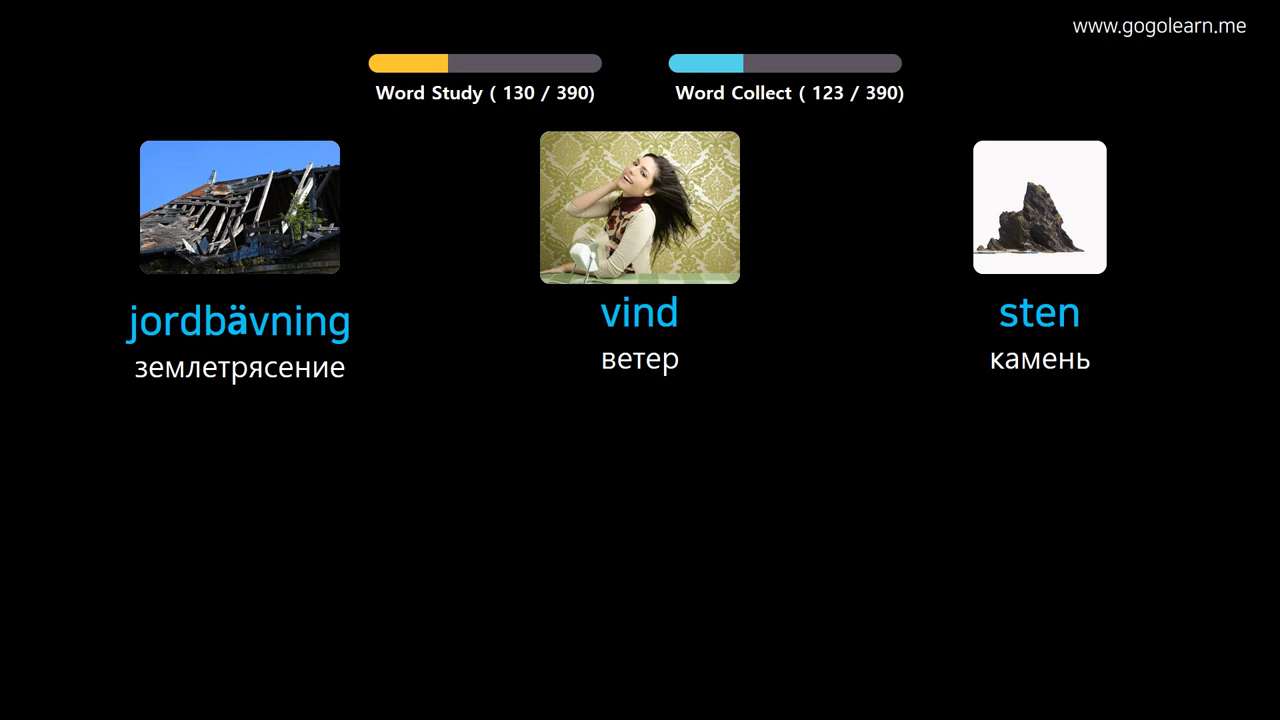 www.gogolearn.me
Word Study ( 130 / 390)
Word Collect ( 123 / 390)
jordbävning
землетрясение
vind
ветер
sten
камень